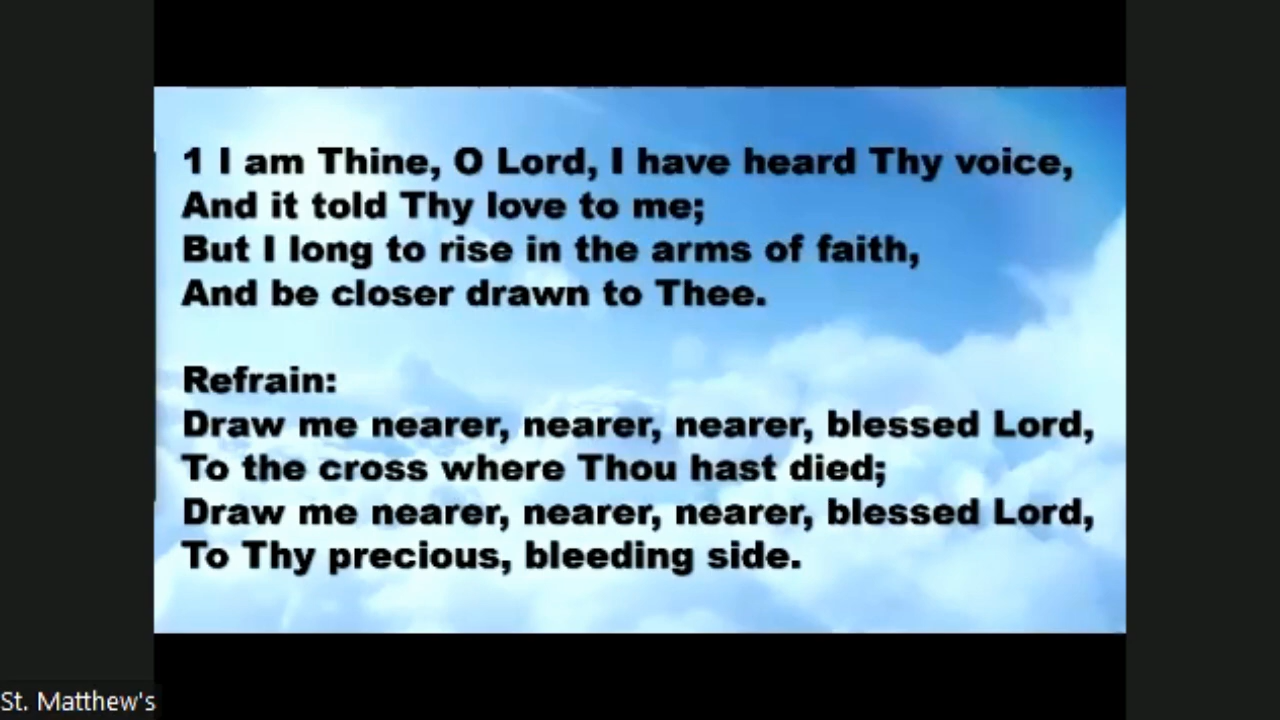 1 I am Thine, O Lord, I have heard Thy voice,
And it told Thy love to me;
But I long to rise in the arms of faith,
And be closer drawn to Thee.
Refrain:
Draw me nearer, nearer, nearer, blessed Lord,
To the cross where Thou hast died;
Draw me nearer, nearer, nearer, blessed Lord,
To Thy precious, bleeding side.
St. Matthew's